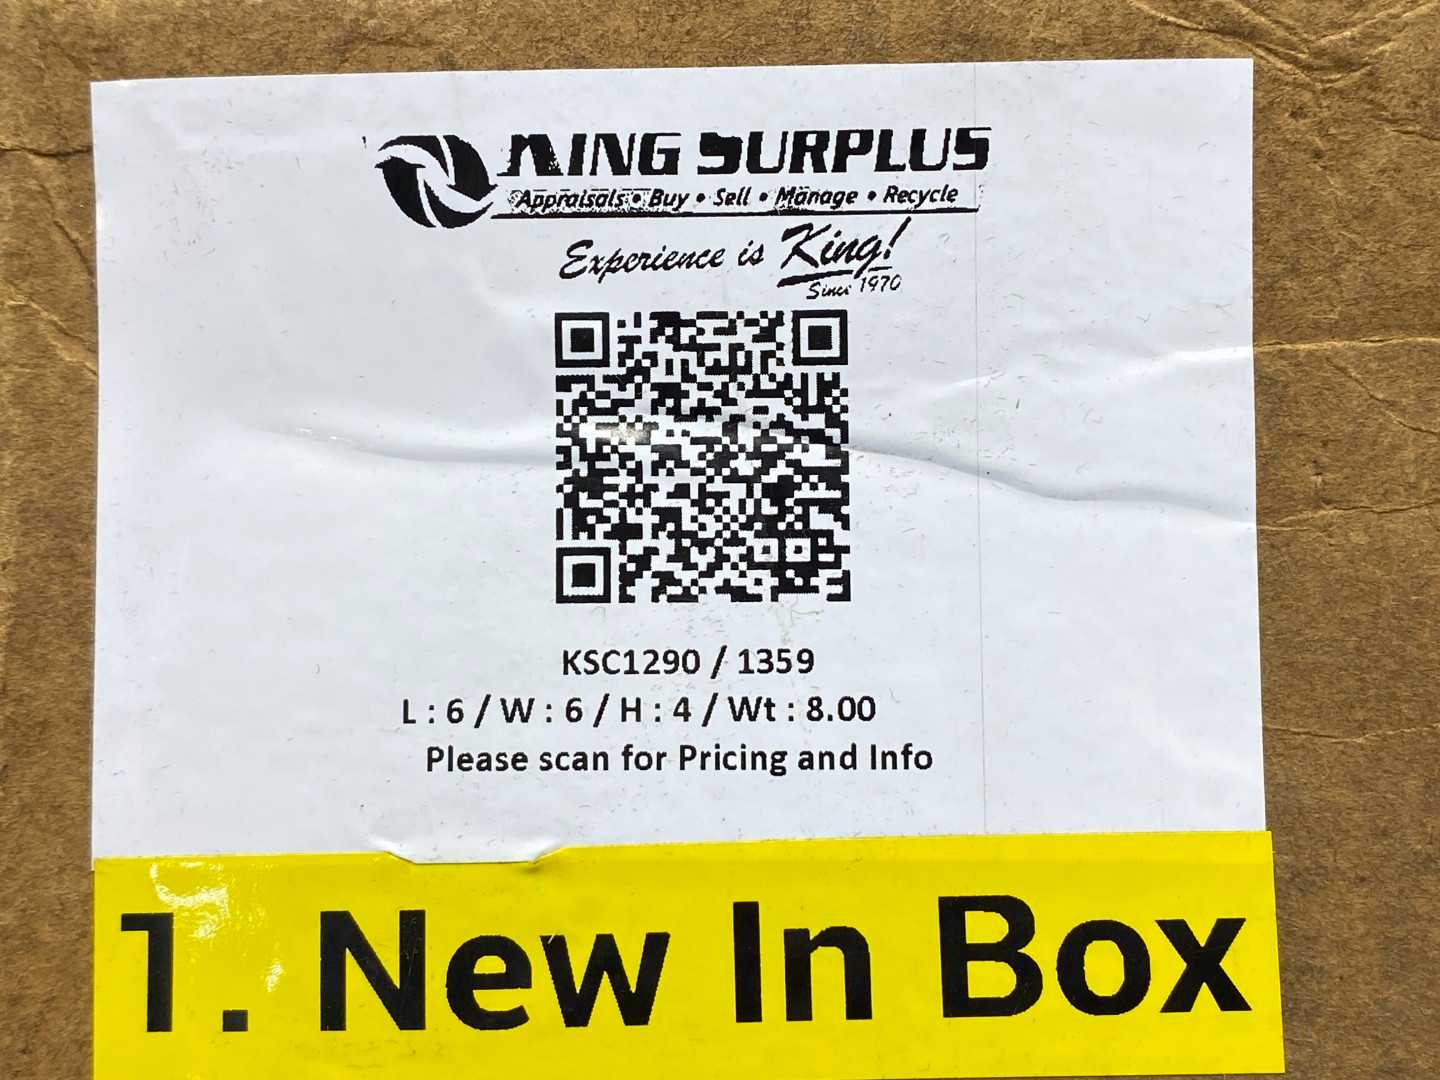 KING SURPLUS
Appraisals • Buy • Sell • Manage • Recycle
Experience is King!
Since 1970
KSC1290 / 1359
L : 6 / W : 6 / H : 4 / Wt : 8.00
Please scan for Pricing and Info
1. New In Box